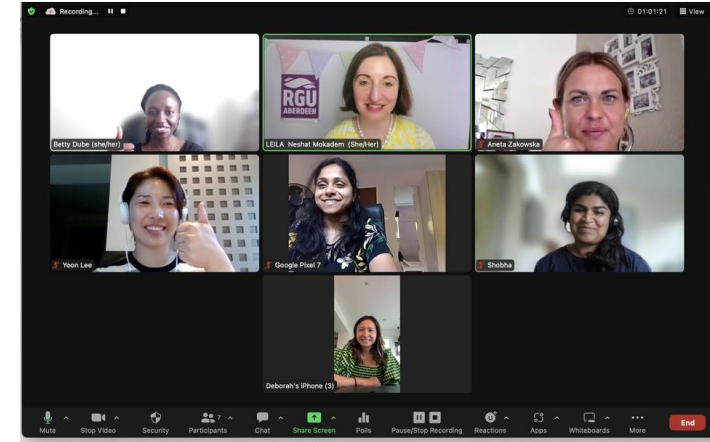 Recording...
01:01:21
View
RGU
ABERDEEN
Betty Dube (she/her)
LEILA Neshat Mokadem (She/Her)
Aneta Zakowska
Yoon Lee
Google Pixel 7
Shobha
Deborah's iPhone (3)
Mute
Stop Video
Security
Participants
7
Chat
Share Screen
Polls
Pause/Stop Recording
Reactions
Apps
Whiteboards
More
End